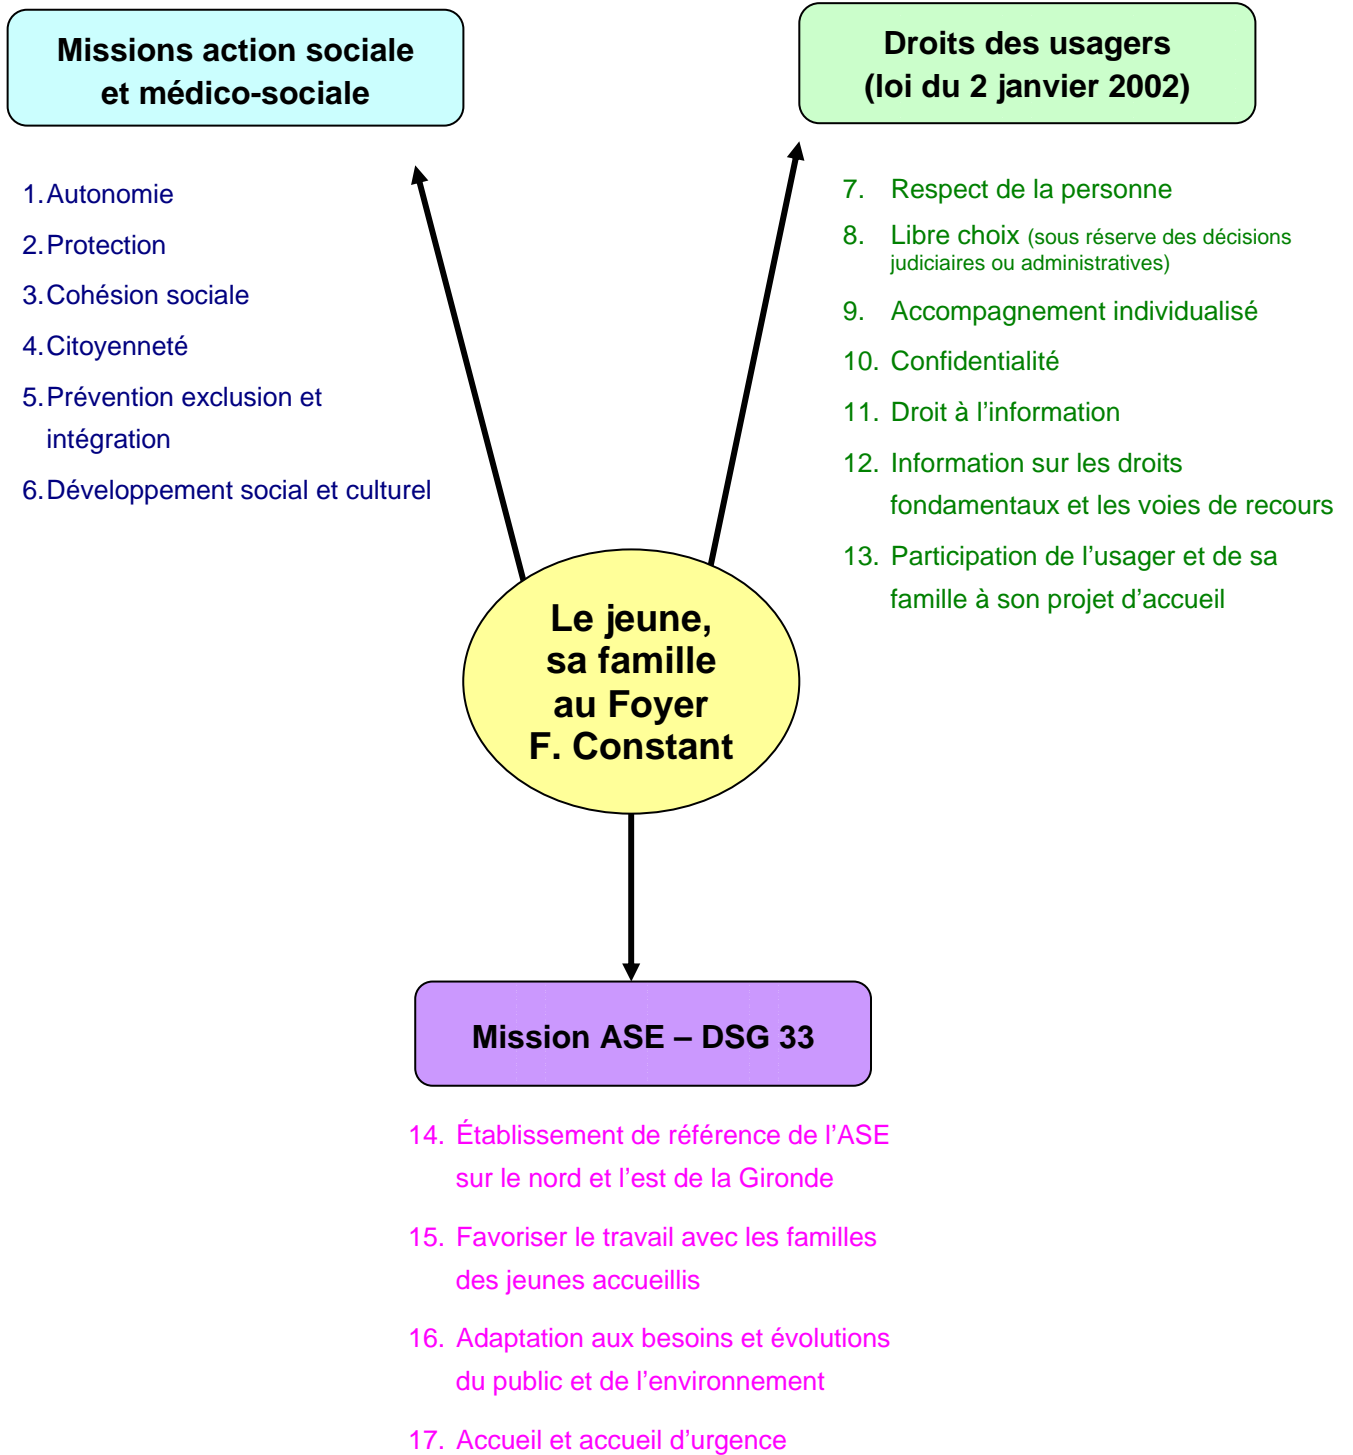 Missions action sociale
et médico-sociale
1.Autonomie
2.Protection
3.Cohésion sociale
4.Citoyenneté
5.Prévention exclusion et
intégration
6.Développement social et culturel
Droits des usagers
(loi du 2 janvier 2002)
7. Respect de la personne
8. Libre choix (sous réserve des décisions
judiciaires ou administratives)
9. Accompagnement individualisé
10. Confidentialité
11. Droit à l’information
12. Information sur les droits
fondamentaux et les voies de recours
13. Participation de l’usager et de sa
famille à son projet d’accueil
Le jeune,
sa famille
au Foyer
F. Constant
Mission ASE – DSG 33
14. Établissement de référence de l’ASE
sur le nord et l’est de la Gironde
15. Favoriser le travail avec les familles
des jeunes accueillis
16. Adaptation aux besoins et évolutions
du public et de l’environnement
17. Accueil et accueil d’urgence